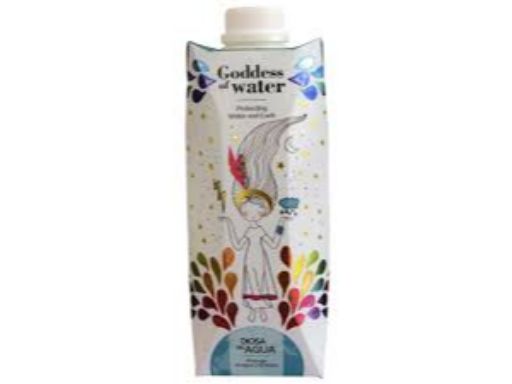 Goddess
of water
Protecting
Water and Earth
DIOSA
DEL AGUA